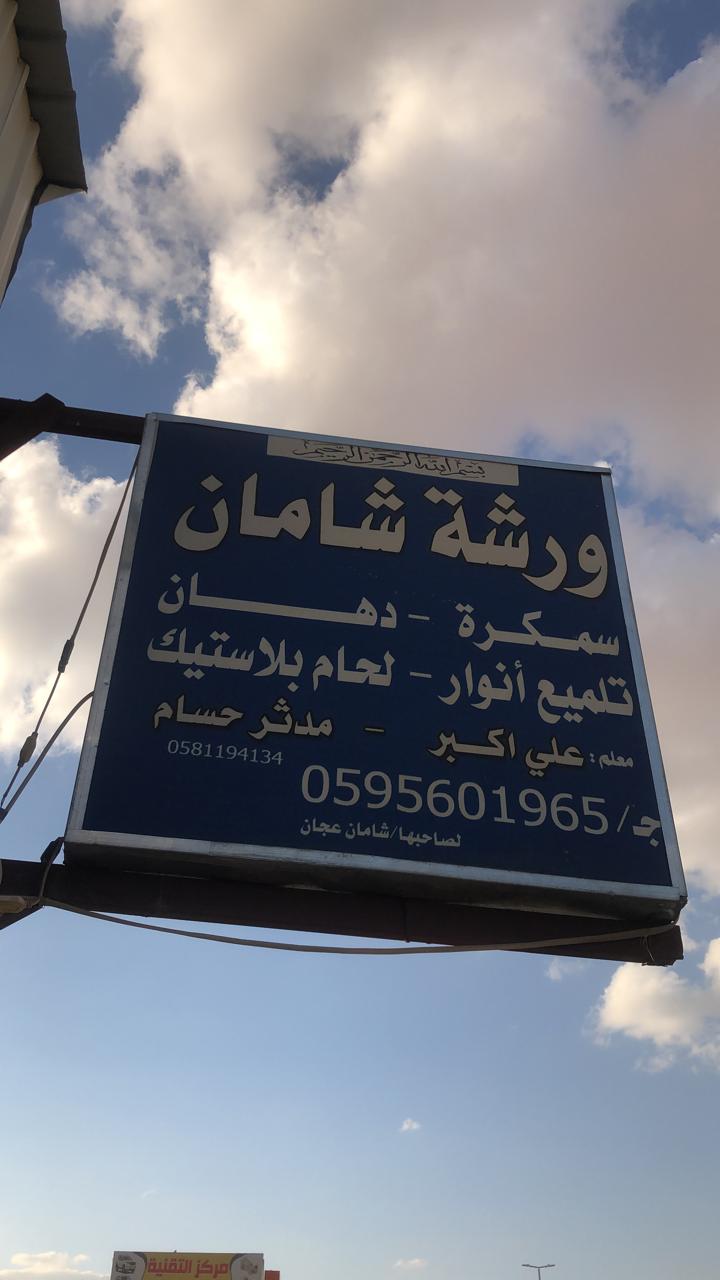 بسم الله الرحمن الرحيم
ورشة شامان
سمكرة - دهان
تلميع أنوار - لحام بلاستيك
معلم : علي اكبر - مدثر حسام
0581194134
ج/ 0595601965
لصاحبها/شامان عجان
مركز التقنية